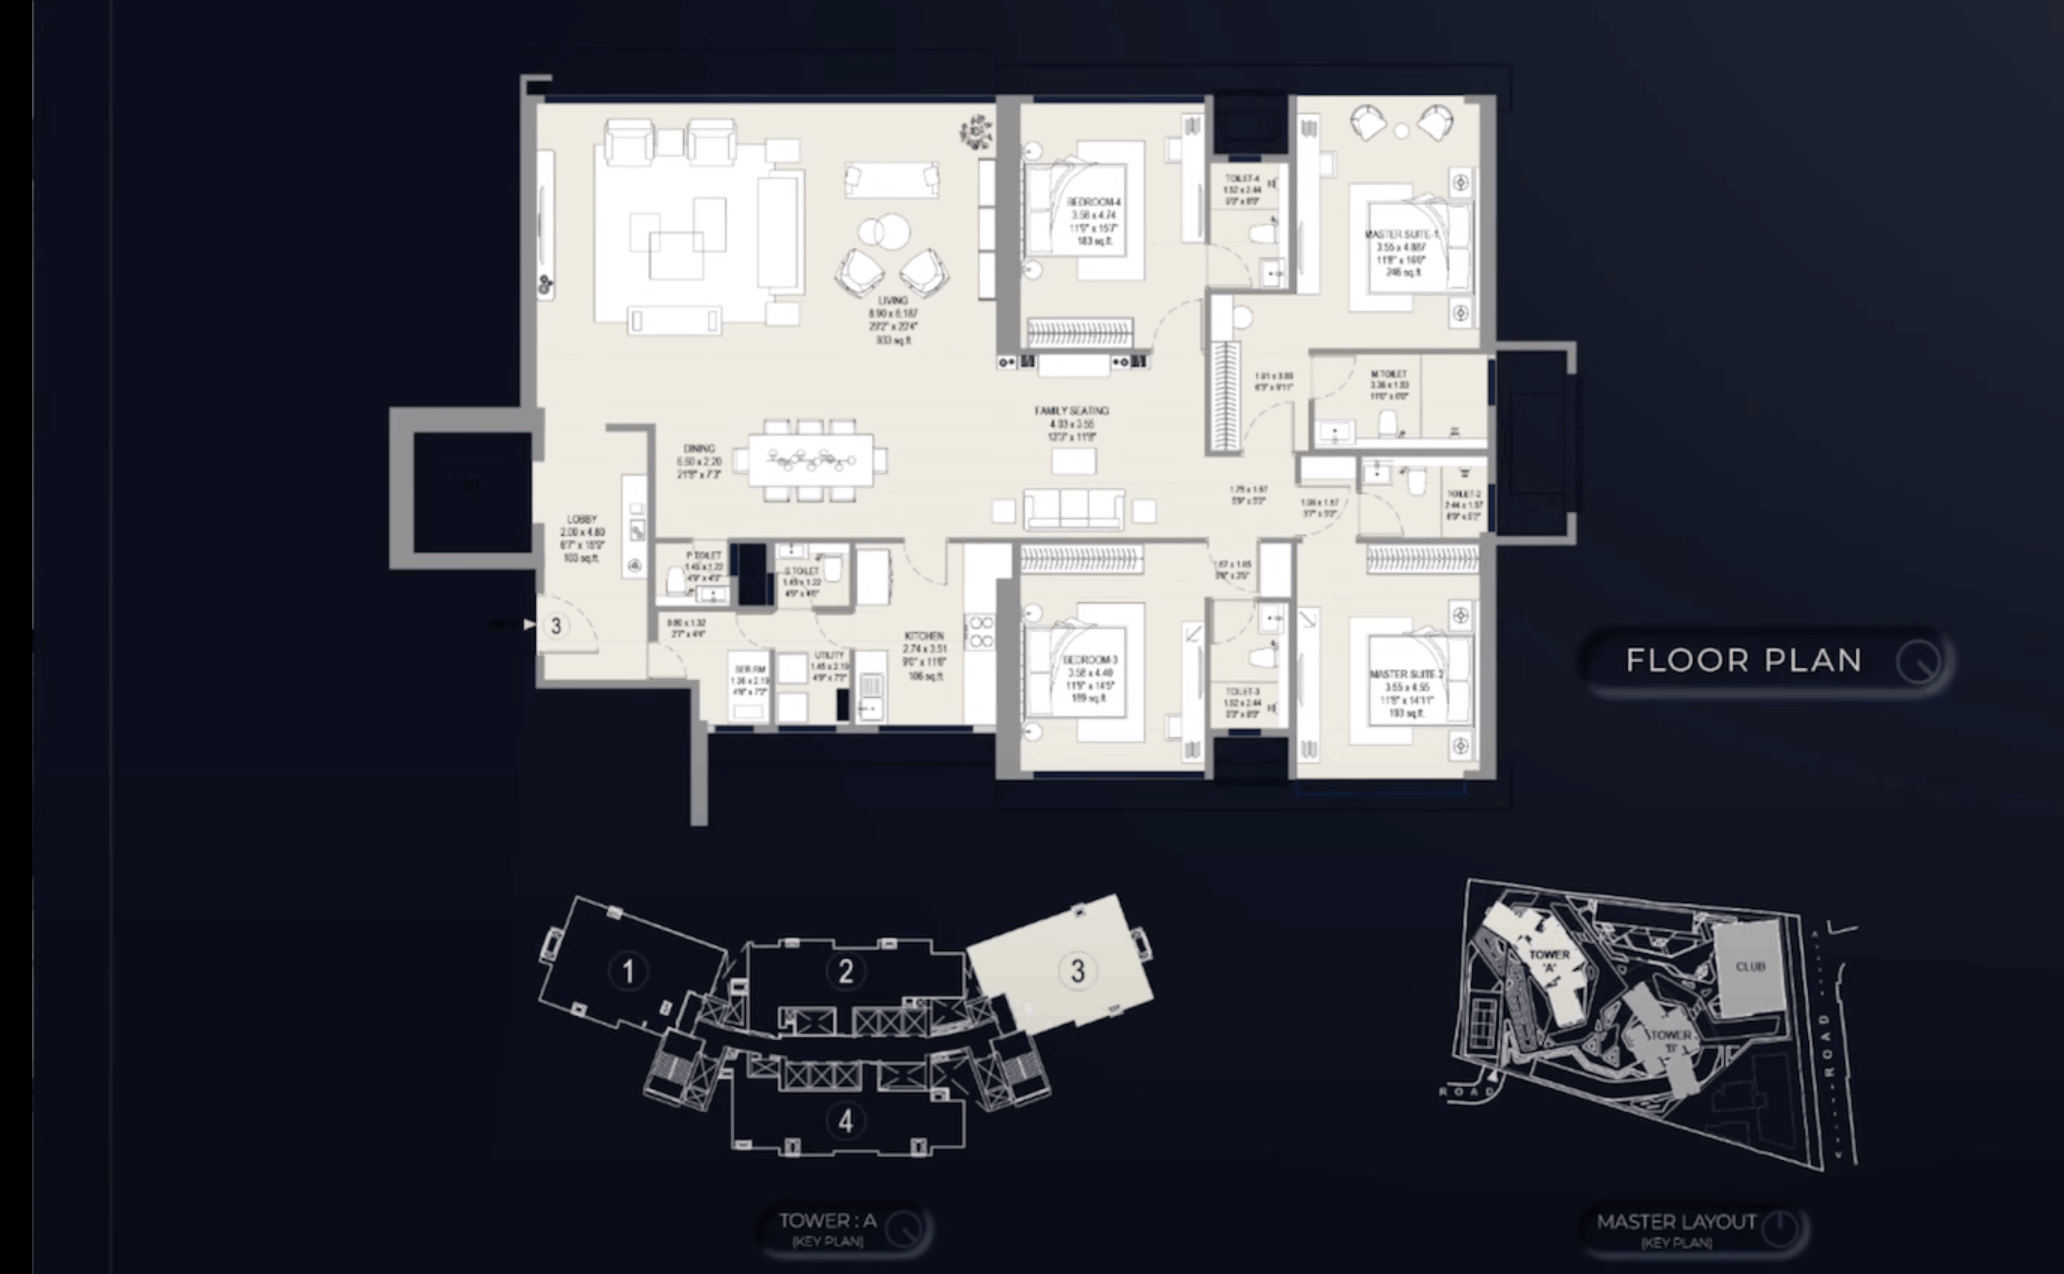 TOILET-4
1.52 x 2.44
5'0" x 8'0"
BEDROOM-4
3.58 x 4.74
11'9" x 15'7"
183 sq.ft.
MASTER SUITE-1
3.55 x 4.887
11'8" x 16'0"
246 sq.ft.
LIVING
8.90 x 6.187
29'2" x 20'4"
933 sq.ft.
M.TOILET
3.36 x 1.83
11'0" x 6'0"
1.91 x 3.03
6'3" x 9'11"
FAMILY SEATING
4.03 x 3.55
13'3" x 11'8"
DINING
6.60 x 2.20
21'8" x 7'3"
1.75 x 1.57
5'9" x 5'2"
1.08 x 1.57
3'7" x 5'2"
TOILET-2
2.44 x 1.57
8'0" x 5'2"
LOBBY
2.00 x 4.80
6'7" x 15'9"
103 sq.ft.
P.TOILET
1.45 x 1.22
4'9" x 4'0"
S.TOILET
1.45 x 1.22
4'9" x 4'0"
3
0.80 x 1.32
2'7" x 4'4"
KITCHEN
2.74 x 3.51
9'0" x 11'6"
106 sq.ft.
SER.RM
1.36 x 2.19
4'6" x 7'2"
UTILITY
1.45 x 2.19
4'9" x 7'2"
BEDROOM-3
3.58 x 4.40
11'9" x 14'5"
189 sq.ft.
TOILET-3
1.52 x 2.44
5'0" x 8'0"
MASTER SUITE-2
3.55 x 4.55
11'8" x 14'11"
193 sq.ft.
FLOOR PLAN
1
2
3
4
TOWER : A
(KEY PLAN)
TOWER
'A'
CLUB
TOWER
'B'
ROAD
ROAD
MASTER LAYOUT
(KEY PLAN)